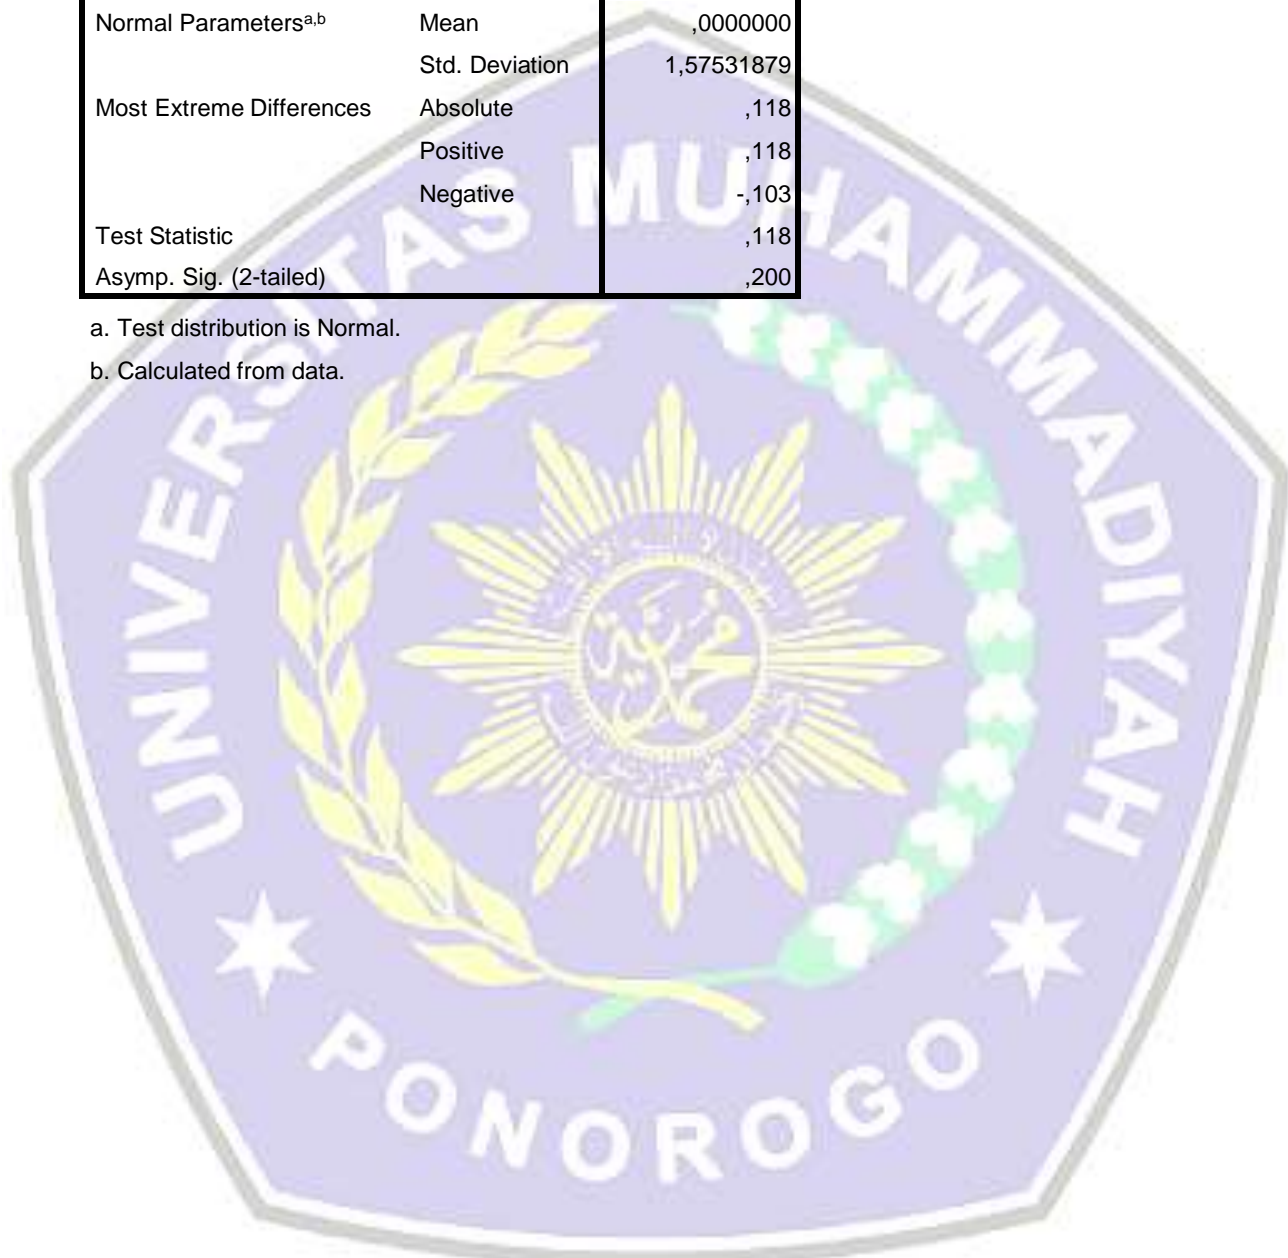 Normal Parametersa,b Mean ,0000000
Std. Deviation 1,57531879
Most Extreme Differences Absolute ,118
Positive ,118
Negative -,103
Test Statistic ,118
Asymp. Sig. (2-tailed) ,200
a. Test distribution is Normal.
b. Calculated from data.
UNIVERSITAS MUHAMMADIYAH
PONOROGO